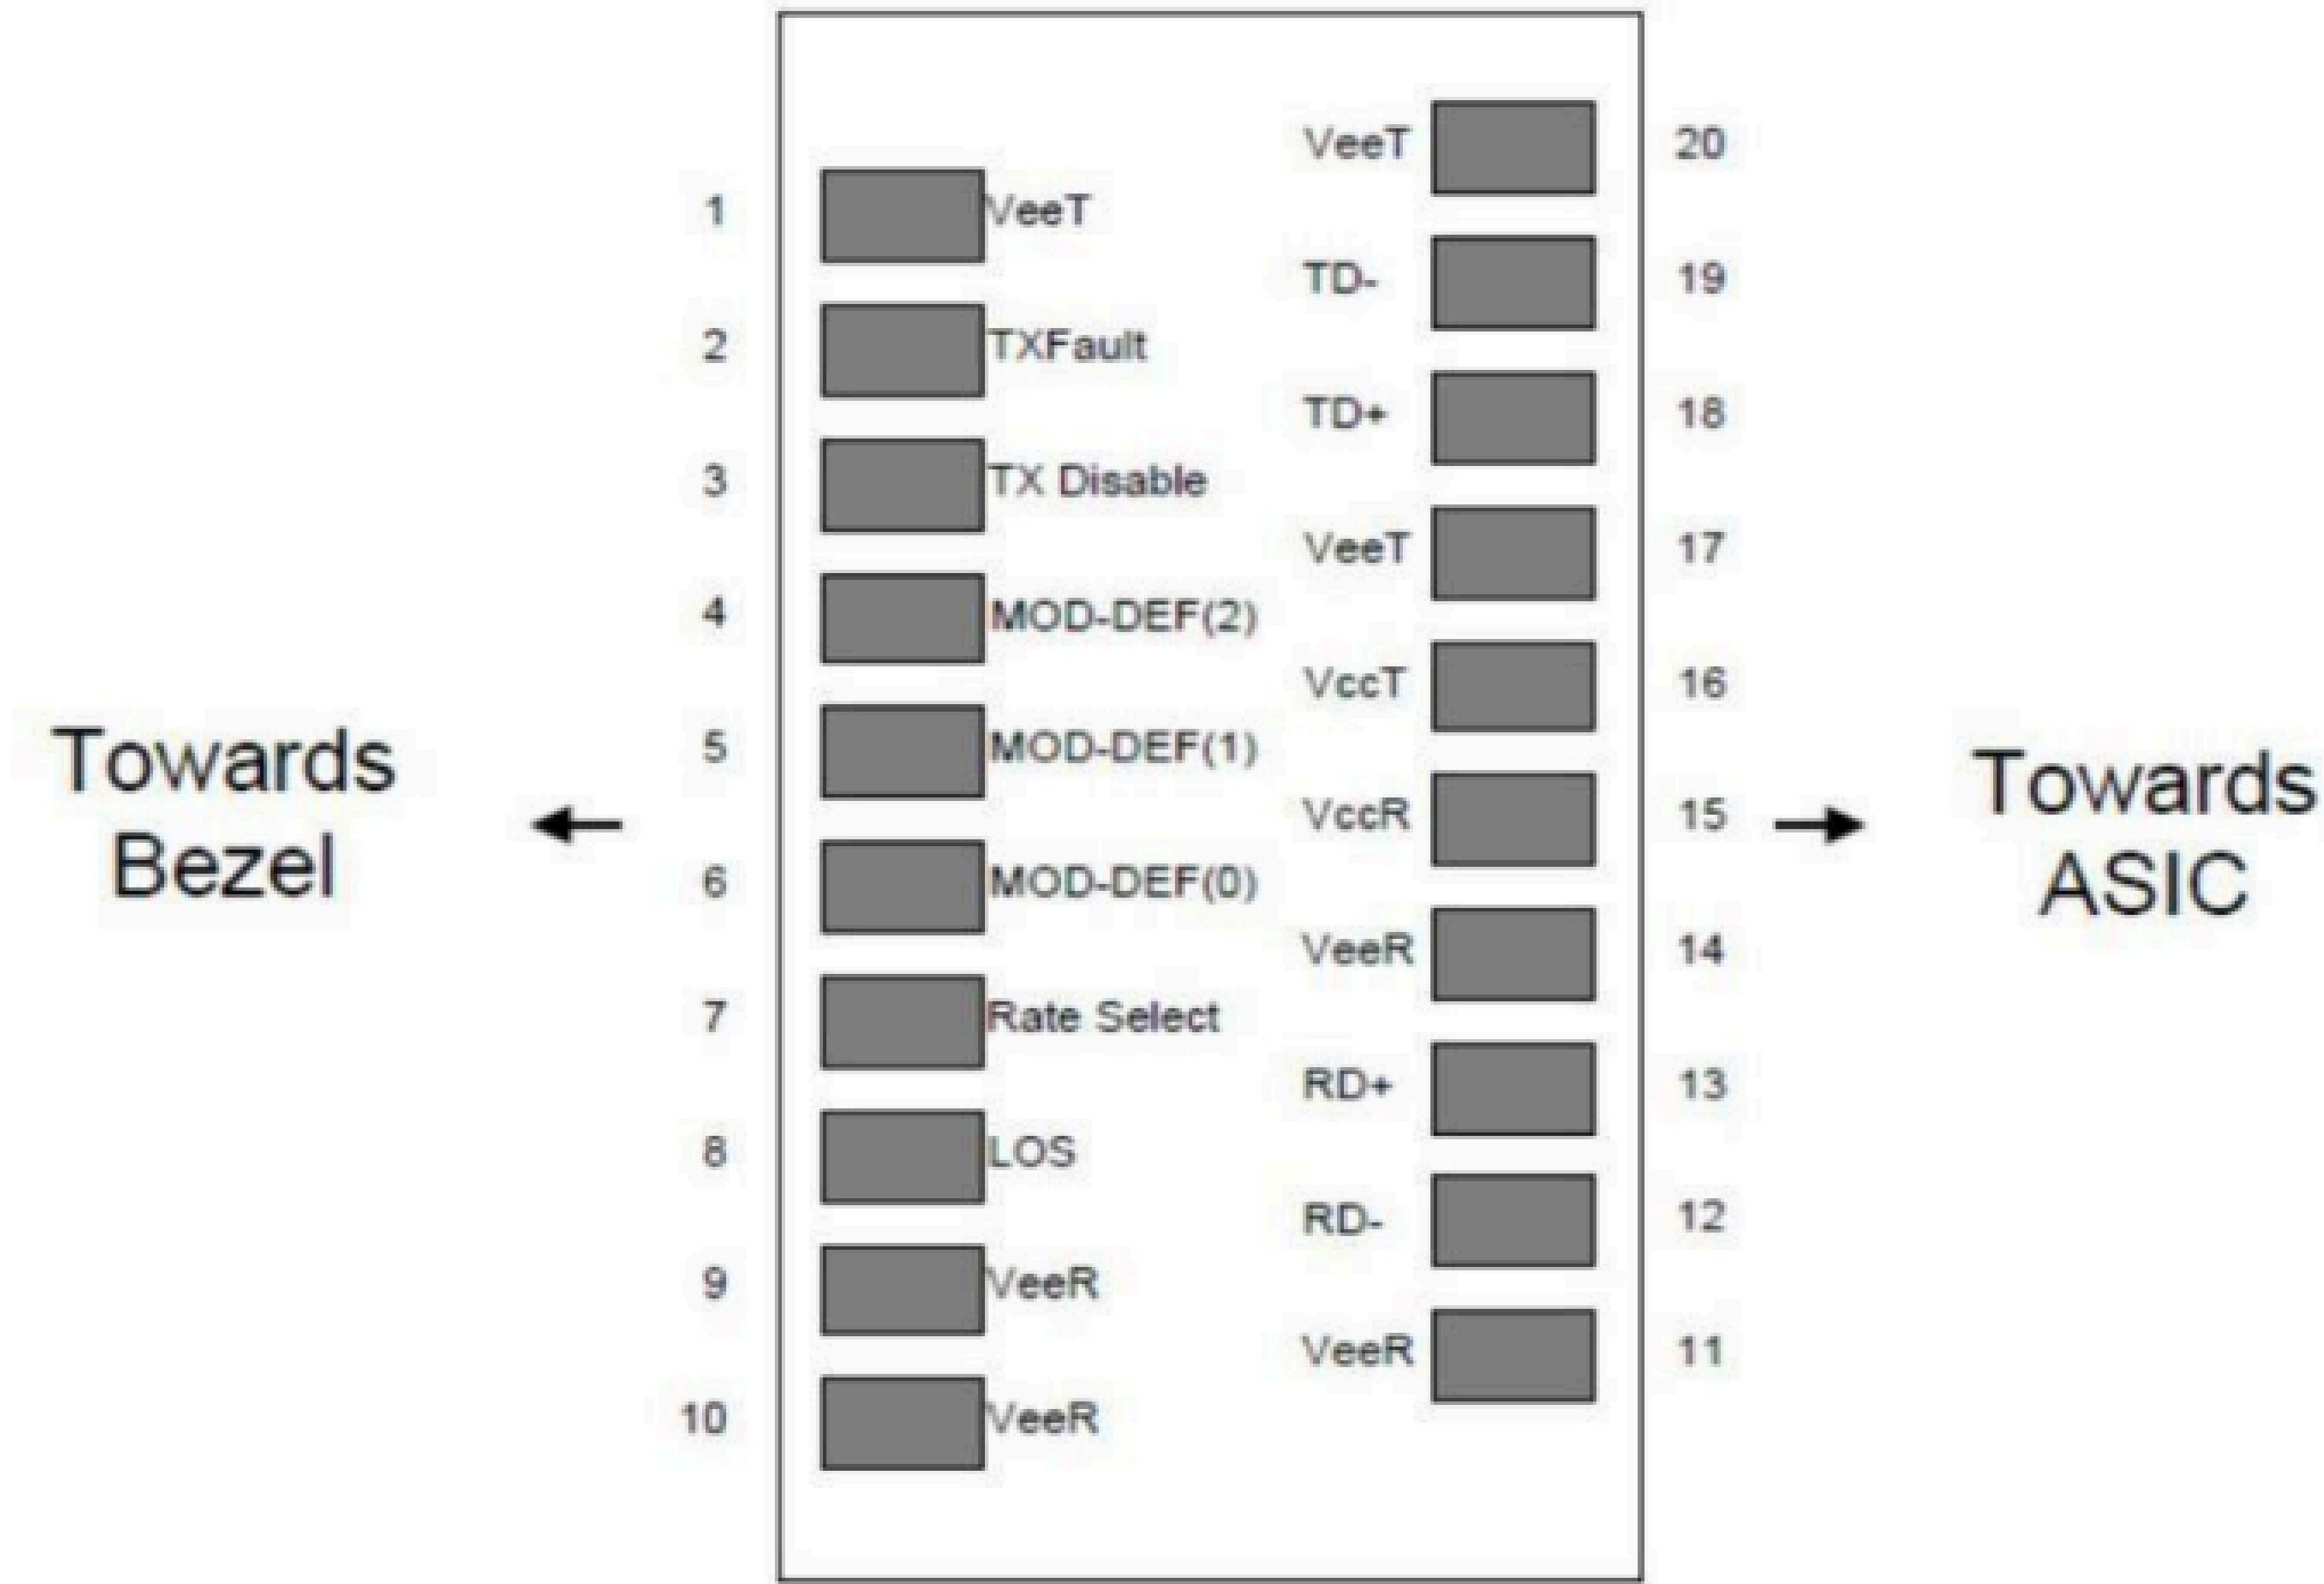 VeeT 20
1 VeeT
TD- 19
2 TXFault
TD+ 18
3 TX Disable
VeeT 17
4 MOD-DEF(2)
VccT 16
5 MOD-DEF(1)
Towards
Bezel
VccR 15
Towards
ASIC
6 MOD-DEF(0)
VeeR 14
7 Rate Select
RD+ 13
8 LOS
RD- 12
9 VeeR
VeeR 11
10 VeeR